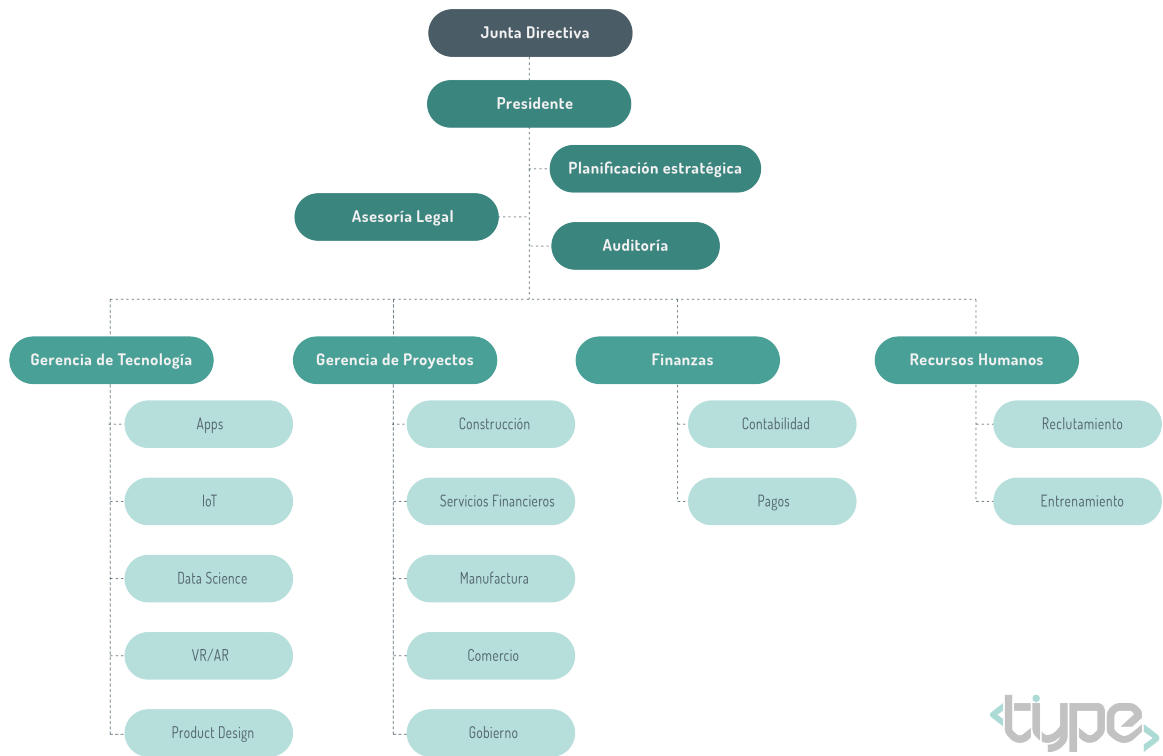 Junta Directiva
Presidente
Planificación estratégica
Asesoría Legal
Auditoría
Gerencia de Tecnología
Gerencia de Proyectos
Finanzas
Recursos Humanos
Apps
Construcción
Contabilidad
Reclutamiento
IoT
Servicios Financieros
Pagos
Entrenamiento
Data Science
Manufactura
VR/AR
Comercio
Product Design
Gobierno
<tijype>